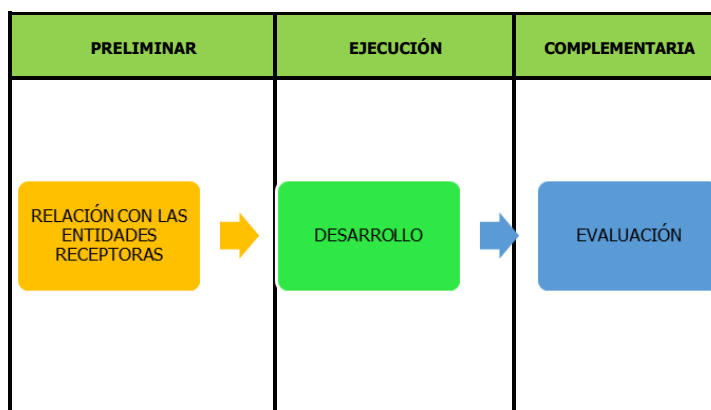 PRELIMINAR
EJECUCIÓN
COMPLEMENTARIA
RELACIÓN CON LAS
ENTIDADES
RECEPTORAS
DESARROLLO
EVALUACIÓN